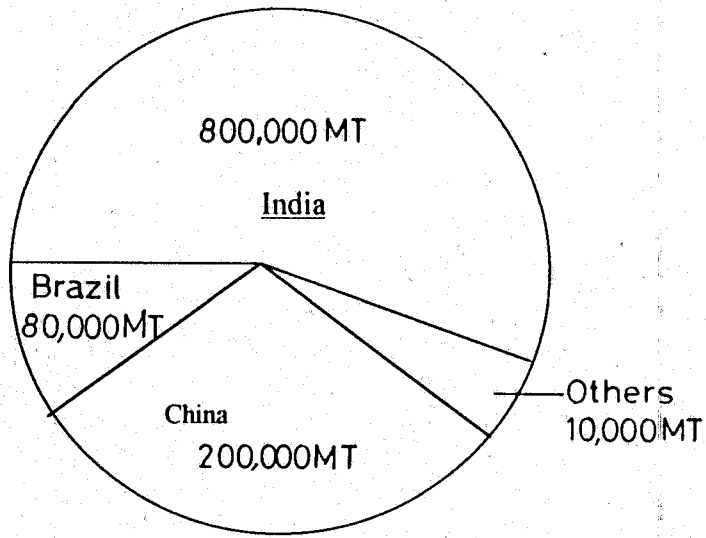 800,000 MT
India
Brazil
80,000MT
China
200,000MT
Others
10,000MT